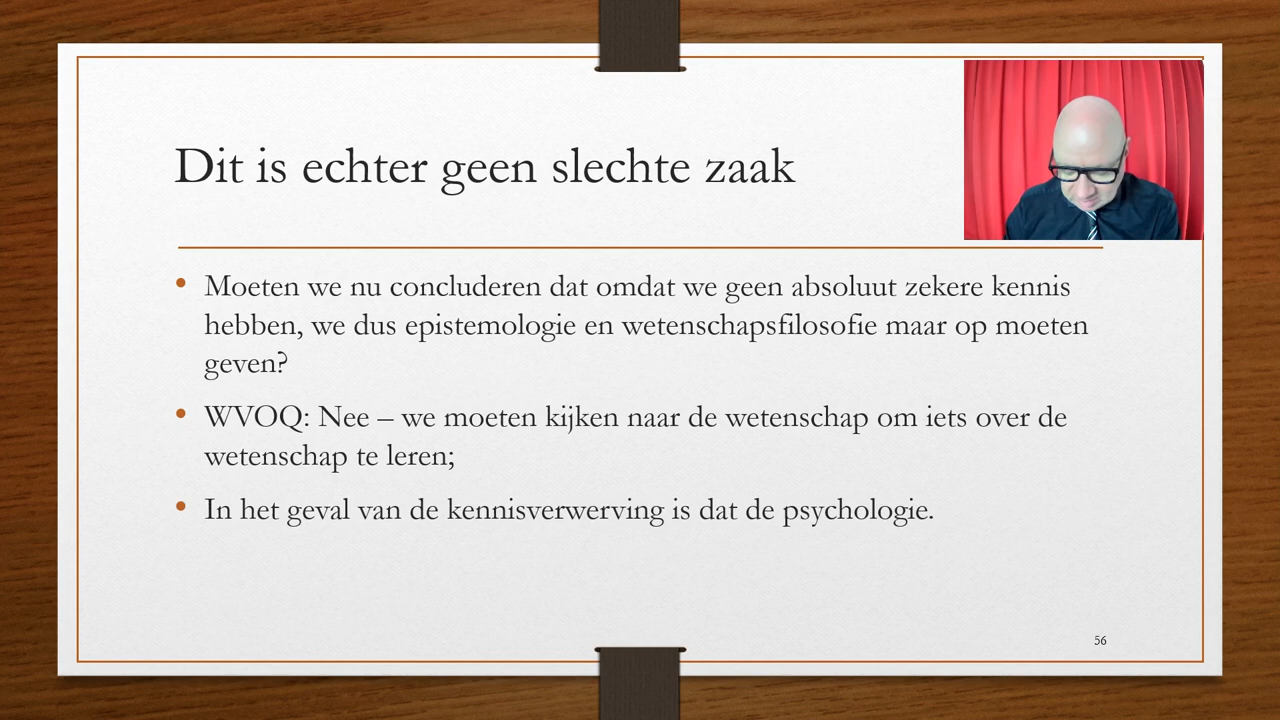 Dit is echter geen slechte zaak
• Moeten we nu concluderen dat omdat we geen absoluut zekere kennis
hebben, we dus epistemologie en wetenschapsfilosofie maar op moeten
geven?
• WVOQ: Nee – we moeten kijken naar de wetenschap om iets over de
wetenschap te leren;
• In het geval van de kennisverwerving is dat de psychologie.
56